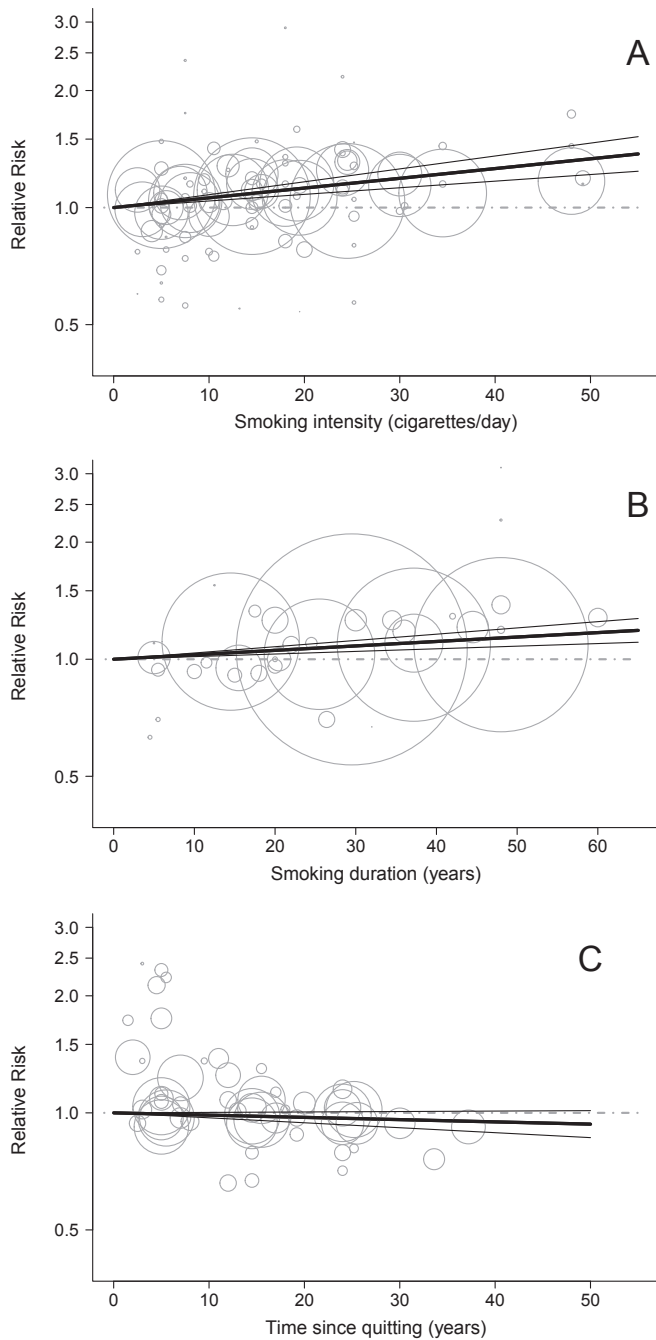 A
3.0
2.5
2.0
1.5
1.0
0.5
Relative Risk
0 10 20 30 40 50
Smoking intensity (cigarettes/day)
B
3.0
2.5
2.0
1.5
1.0
0.5
Relative Risk
0 10 20 30 40 50 60
Smoking duration (years)
C
3.0
2.5
2.0
1.5
1.0
0.5
Relative Risk
0 10 20 30 40 50
Time since quitting (years)